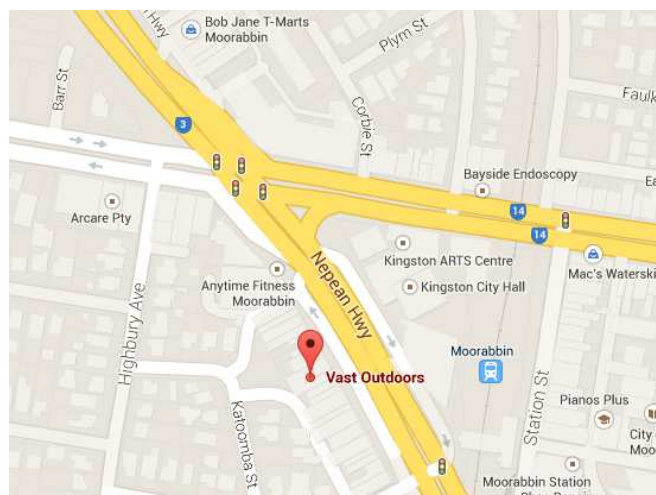 Bob Jane T-Marts
Moorabbin
Hwy
Plym St
Barr St
Corbie St
3
Bayside Endoscopy
14
14
Arcare Pty
Kingston ARTS Centre
Mac's Waterski
Kingston City Hall
Anytime Fitness
Moorabbin
Nepean Hwy
Highbury Ave
Moorabbin
Vast Outdoors
Station St
Pianos Plus
Katoomba St
City
Moorabbin Station